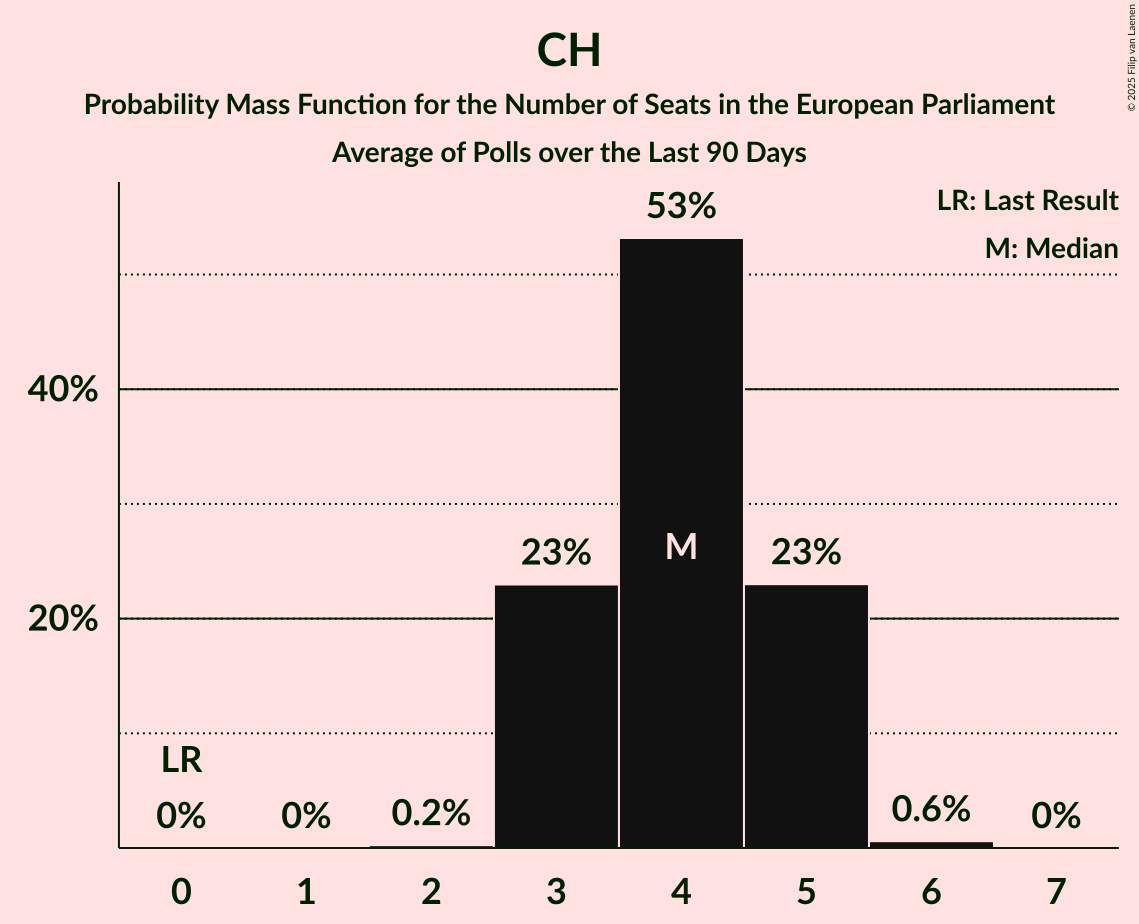 CH
Probability Mass Function for the Number of Seats in the European Parliament
Average of Polls over the Last 90 Days
© 2025 Filip van Laenen
LR: Last Result
M: Median
53%
40%
23%
M
23%
20%
LR
0%
0%
0.2%
0.6%
0%
0
1
2
3
4
5
6
7